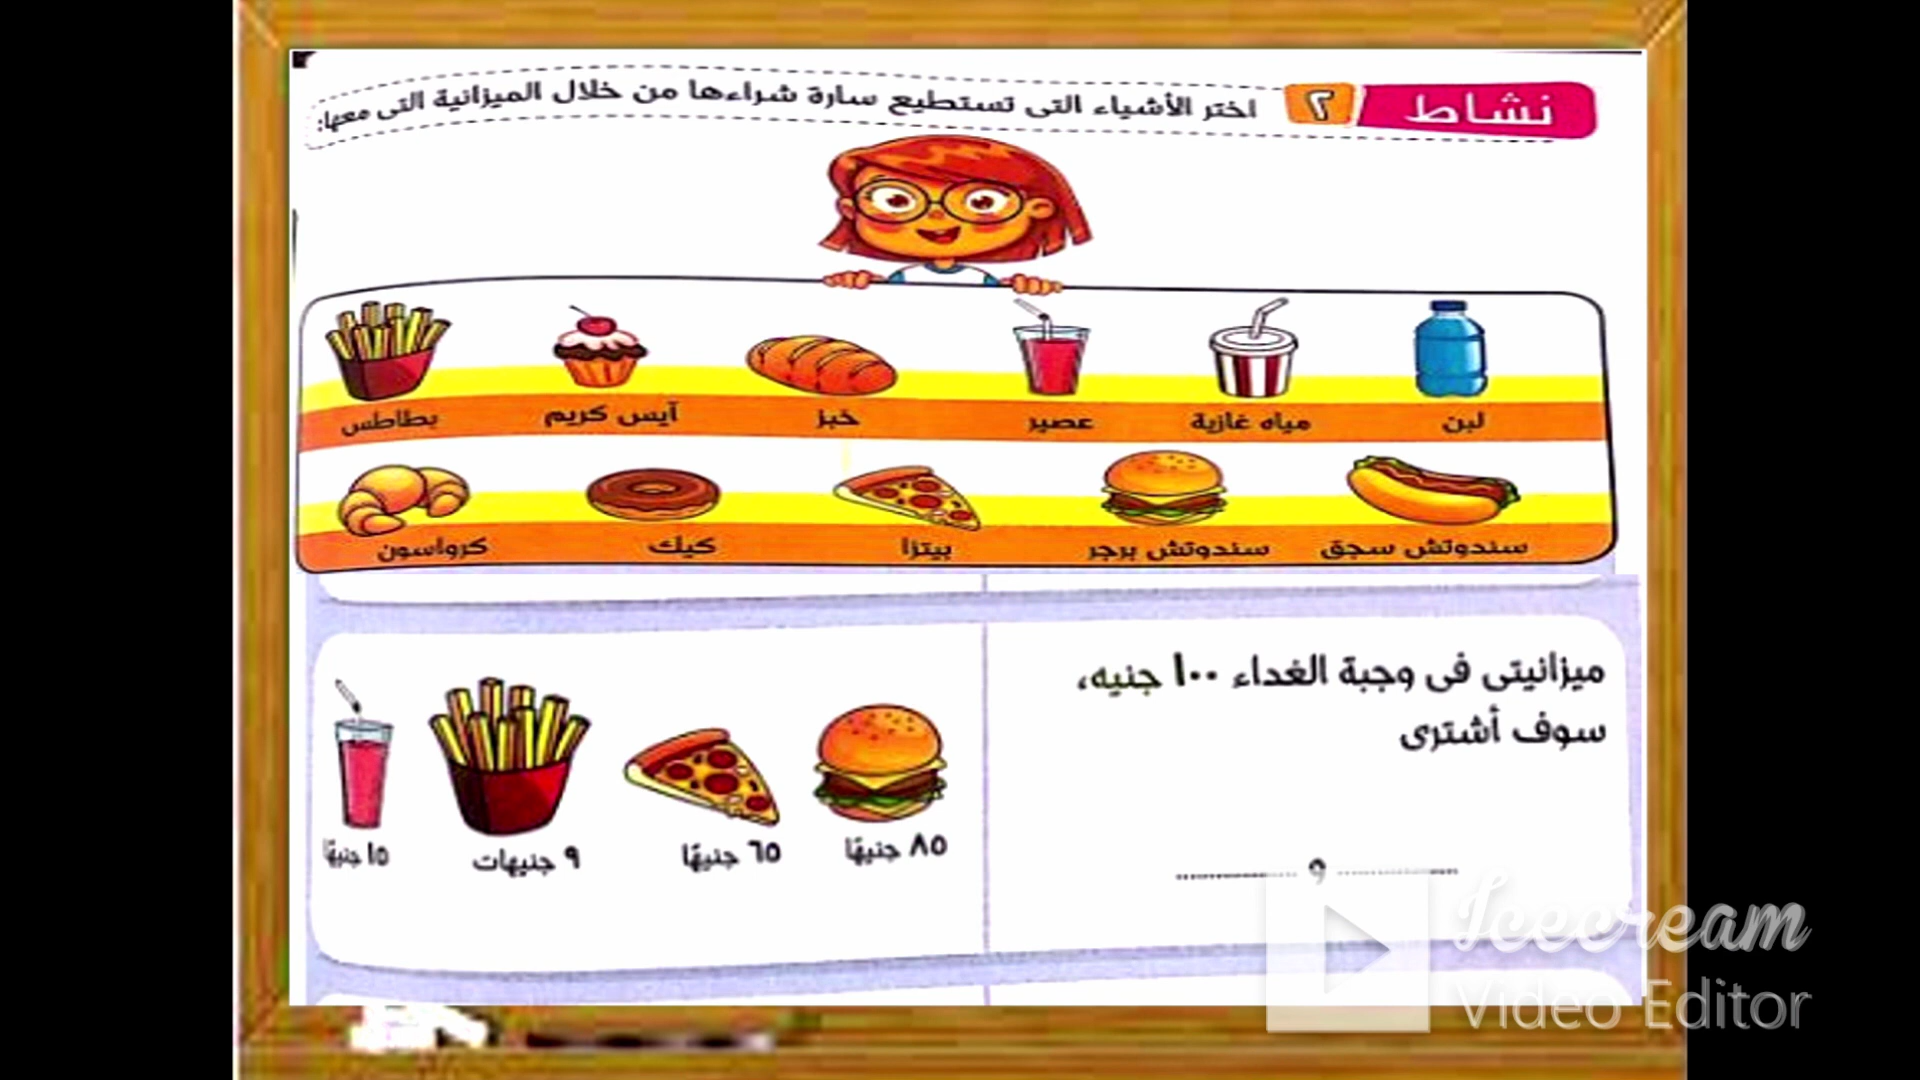 نشاط ٢ اختر الأشياء التى تستطيع سارة شراءها من خلال الميزانية التى معها:
لبن مياه غازية عصير خبز آيس كريم بطاطس
سندوتش سجق سندوتش برجر بيتزا كيك كرواسون
ميزانيتى فى وجبة الغداء ١٠٠ جنيه،
سوف أشترى
................ و ................
٨٥ جنيهًا ٦٥ جنيهًا ٩ جنيهات ١٥ جنيهًا
Icecream
Video Editor